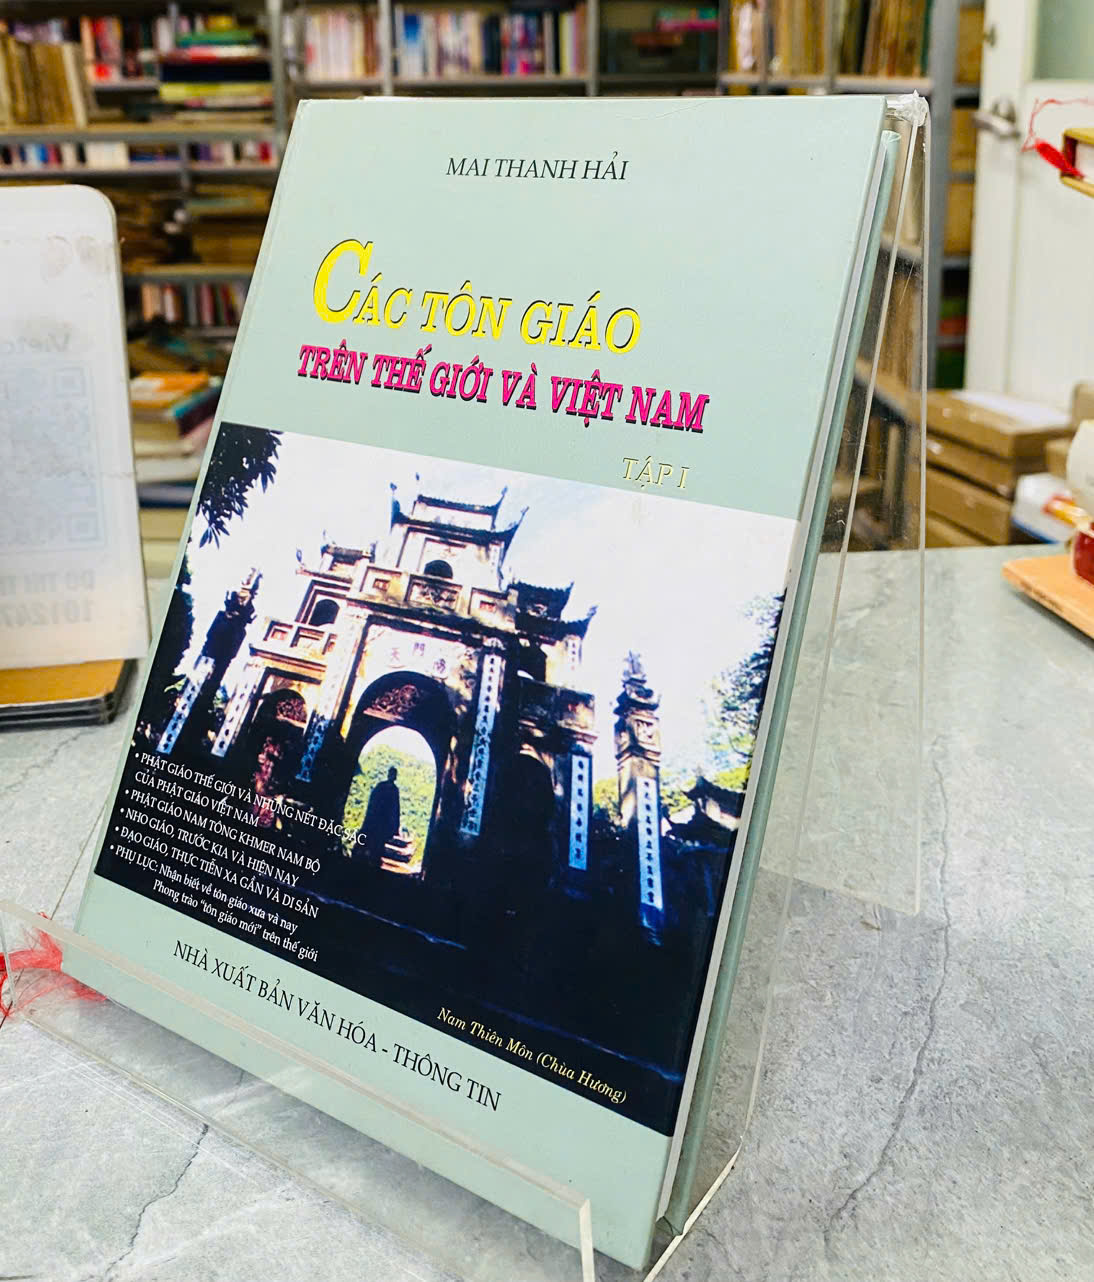 MAI THANH HẢI
CÁC TÔN GIÁO
TRÊN THẾ GIỚI VÀ VIỆT NAM
TẬP I
• PHẬT GIÁO THẾ GIỚI VÀ NHỮNG NÉT ĐẶC SẮC
CỦA PHẬT GIÁO VIỆT NAM
• PHẬT GIÁO NAM TÔNG KHMER NAM BỘ
• NHO GIÁO, TRƯỚC KIA VÀ HIỆN NAY
• ĐẠO GIÁO, THỰC TIỄN XA GẦN VÀ DI SẢN
• PHỤ LỤC: Nhận biết về tôn giáo xưa và nay
Phong trào "tôn giáo mới" trên thế giới
Nam Thiên Môn (Chùa Hương)
NHÀ XUẤT BẢN VĂN HÓA - THÔNG TIN